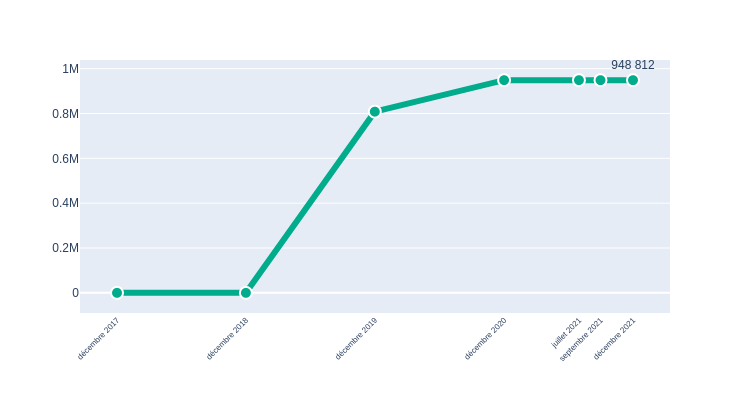 948 812
1M
0.8M
0.6M
0.4M
0.2M
0
décembre 2017
décembre 2018
décembre 2019
décembre 2020
juillet 2021
septembre 2021
décembre 2021